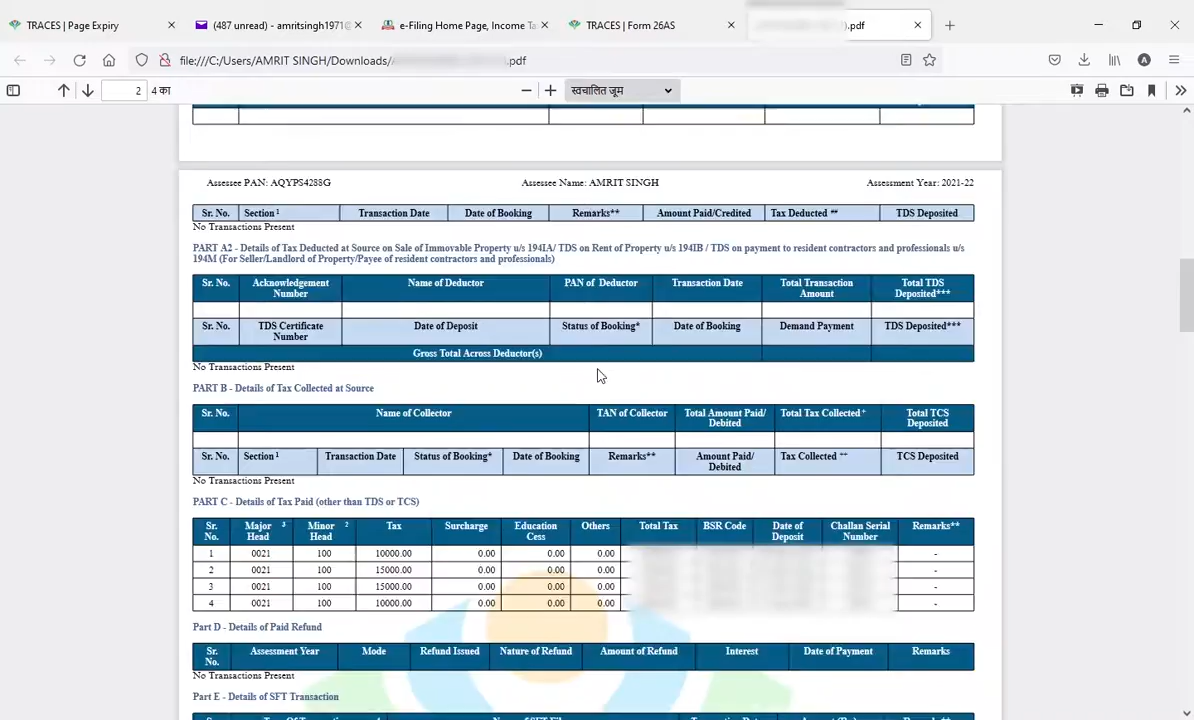 TRACES | Page Expiry
(487 unread) - amritsingh1971@
e-Filing Home Page, Income Ta
TRACES | Form 26AS
.pdf
file:///C:/Users/AMRIT SINGH/Downloads/ .pdf
2 4 का
स्वचालित ज़ूम
Assessee PAN: AQYPS4288G Assessee Name: AMRIT SINGH Assessment Year: 2021-22
Sr. No. Section 1 Transaction Date Date of Booking Remarks** Amount Paid/Credited Tax Deducted ## TDS Deposited
No Transactions Present
PART A2 - Details of Tax Deducted at Source on Sale of Immovable Property u/s 194IA/ TDS on Rent of Property u/s 194IB / TDS on payment to resident contractors and professionals u/s
194M (For Seller/Landlord of Property/Payee of resident contractors and professionals)
Sr. No. Acknowledgement Number Name of Deductor PAN of Deductor Transaction Date Total Transaction Amount Total TDS Deposited***
Sr. No. TDS Certificate Number Date of Deposit Status of Booking* Date of Booking Demand Payment TDS Deposited***
Gross Total Across Deductor(s)
No Transactions Present
PART B - Details of Tax Collected at Source
Sr. No. Name of Collector TAN of Collector Total Amount Paid/ Debited Total Tax Collected + Total TCS Deposited
Sr. No. Section 1 Transaction Date Status of Booking* Date of Booking Remarks** Amount Paid/ Debited Tax Collected ++ TCS Deposited
No Transactions Present
PART C - Details of Tax Paid (other than TDS or TCS)
Sr. No. Major Head 3 Minor Head 2 Tax Surcharge Education Cess Others Total Tax BSR Code Date of Deposit Challan Serial Number Remarks**
1 0021 100 10000.00 0.00 0.00 0.00 -
2 0021 100 15000.00 0.00 0.00 0.00 -
3 0021 100 15000.00 0.00 0.00 0.00 -
4 0021 100 10000.00 0.00 0.00 0.00 -
Part D - Details of Paid Refund
Sr. No. Assessment Year Mode Refund Issued Nature of Refund Amount of Refund Interest Date of Payment Remarks
No Transactions Present
Part E - Details of SFT Transaction